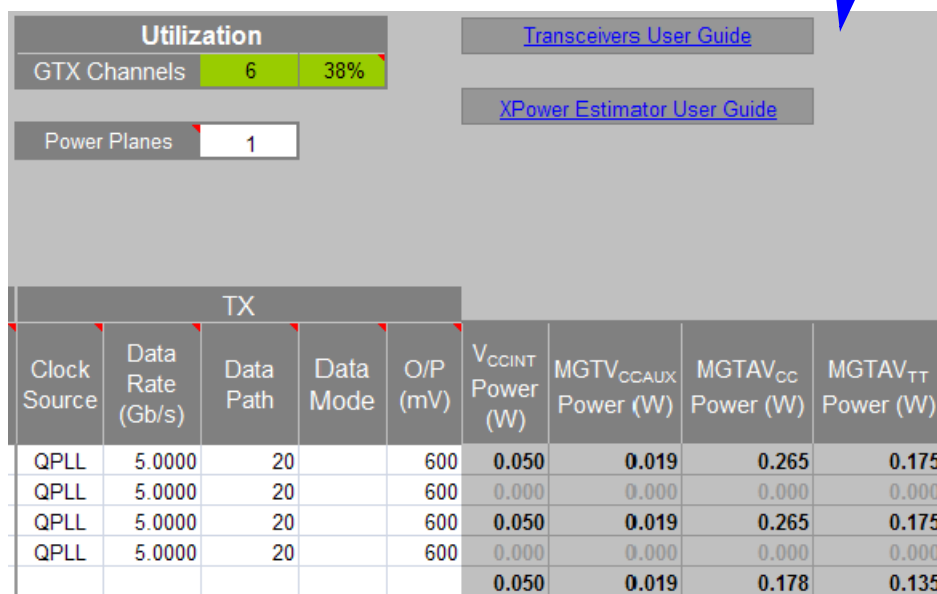 Utilization
GTX Channels 6 38%
Power Planes 1
Transceivers User Guide
XPower Estimator User Guide
TX
Clock Source Data Rate (Gb/s) Data Path Data Mode O/P (mV) VCCINT Power (W) MGTVCCAUX Power (W) MGTAVCC Power (W) MGTAVTT Power (W)
QPLL 5.0000 20 600 0.050 0.019 0.265 0.175
QPLL 5.0000 20 600 0.000 0.000 0.000 0.000
QPLL 5.0000 20 600 0.050 0.019 0.265 0.175
QPLL 5.0000 20 600 0.000 0.000 0.000 0.000
0.050 0.019 0.178 0.135